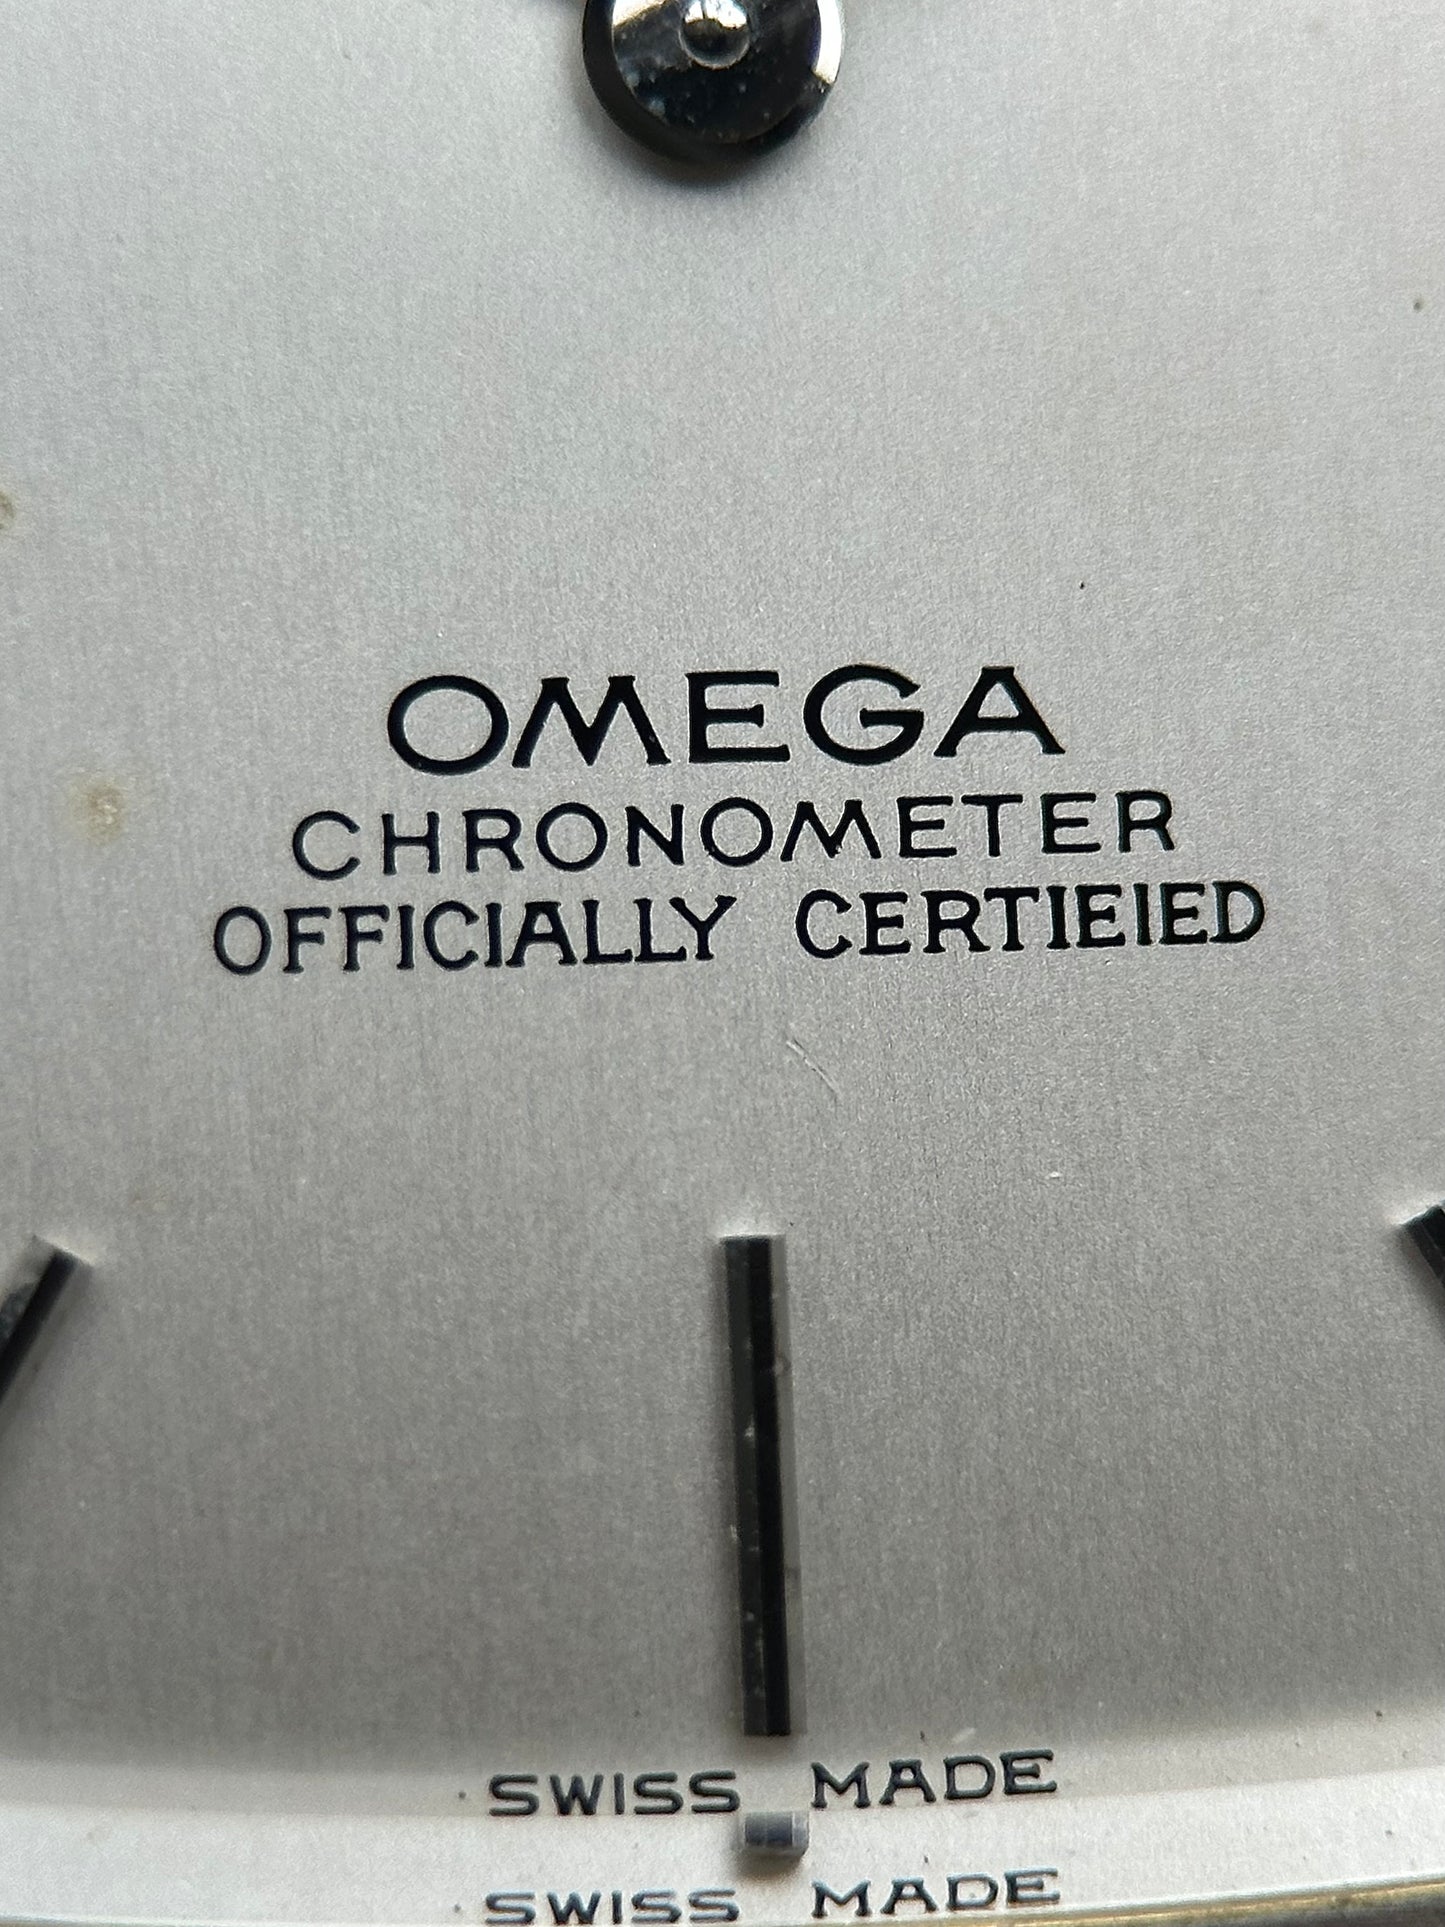 OMEGA
CHRONOMETER
OFFICIALLY CERTIEIED
SWISS MADE
SWISS MADE